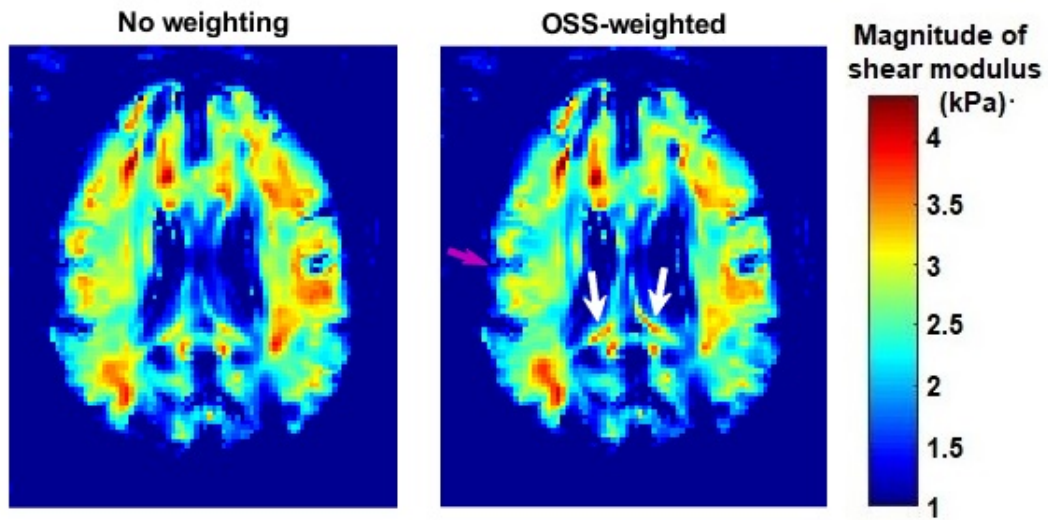 No weighting
OSS-weighted
Magnitude of
shear modulus
(kPa)
4
3.5
3
2.5
2
1.5
1